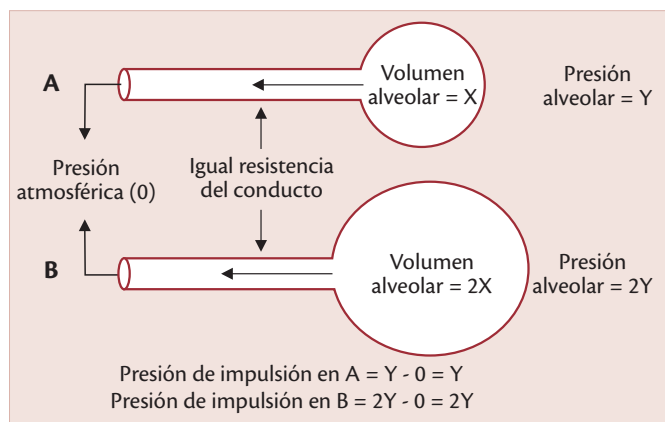 A
Volumen
alveolar = X
Presión
alveolar = Y
Presión
atmosférica (0)
Igual resistencia
del conducto
B
Volumen
alveolar = 2X
Presión
alveolar = 2Y
Presión de impulsión en A = Y - 0 = Y
Presión de impulsión en B = 2Y - 0 = 2Y